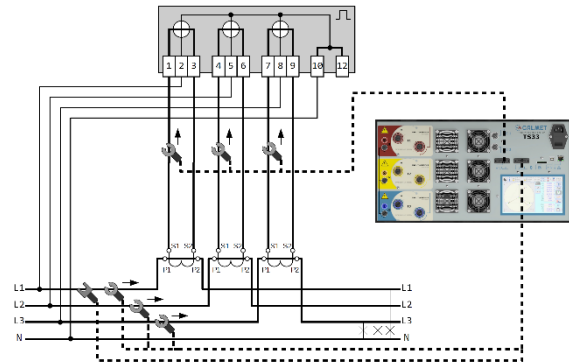 1 2 3 4 5 6 7 8 9 10 12
CALMET
TS33
S1 S2 S1 S2 S1 S2
P1 P2 P1 P2 P1 P2
L1 L1
L2 L2
L3 L3
N N